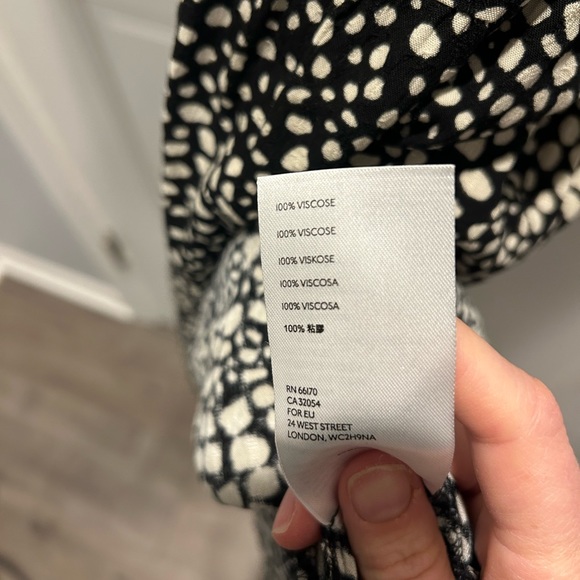 100% VISCOSE
100% VISCOSE
100% VISKOSE
100% VISCOSA
100% VISCOSA
100% 粘膠
RN 66170
CA 32054
FOR EU
24 WEST STREET
LONDON, WC2H9NA